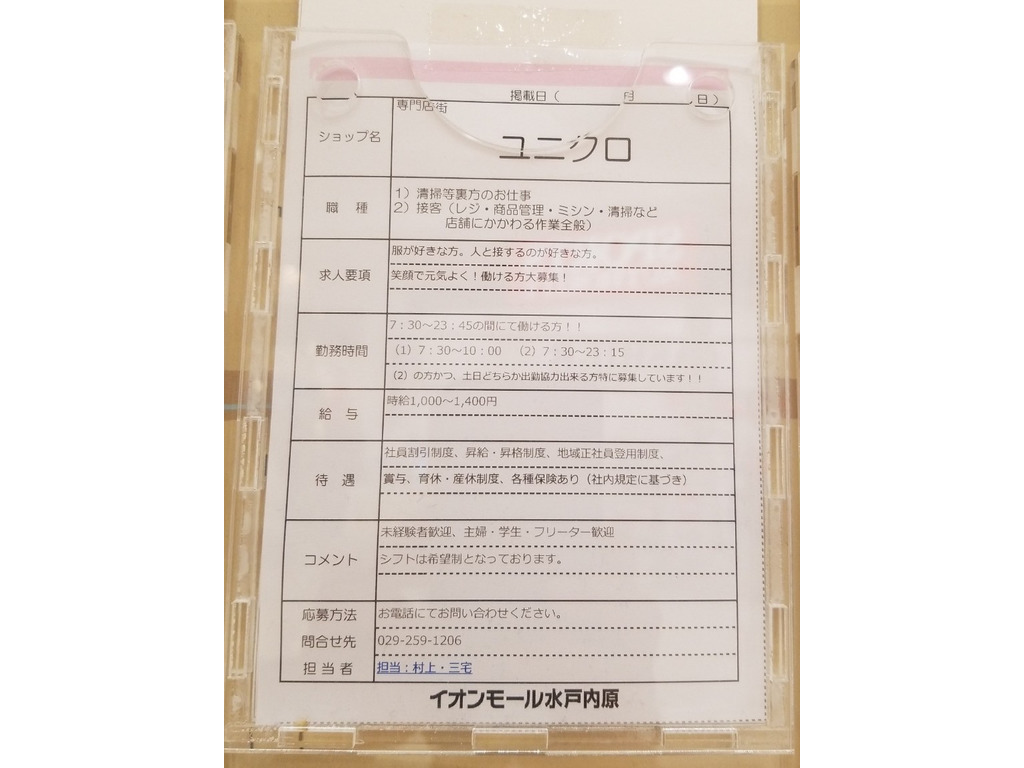 掲載日（　　月　　日）
専門店街
ショップ名 ユニクロ
職種 1）清掃等裏方のお仕事
2）接客（レジ・商品管理・ミシン・清掃など
店舗にかかわる作業全般）
求人要項 服が好きな方。人と接するのが好きな方。
笑顔で元気よく！働ける方大募集！
勤務時間 7：30～23：45の間にて働ける方！！
（1）7：30～10：00　（2）7：30～23：15
（2）の方かつ、土日どちらか出勤協力出来る方特に募集しています！！
給与 時給1,000～1,400円
待遇 社員割引制度、昇給・昇格制度、地域正社員登用制度、
賞与、育休・産休制度、各種保険あり（社内規定に基づき）
コメント 未経験者歓迎、主婦・学生・フリーター歓迎
シフトは希望制となっております。
応募方法 お電話にてお問い合わせください。
問合せ先 029-259-1206
担当者 担当：村上・三宅
イオンモール水戸内原